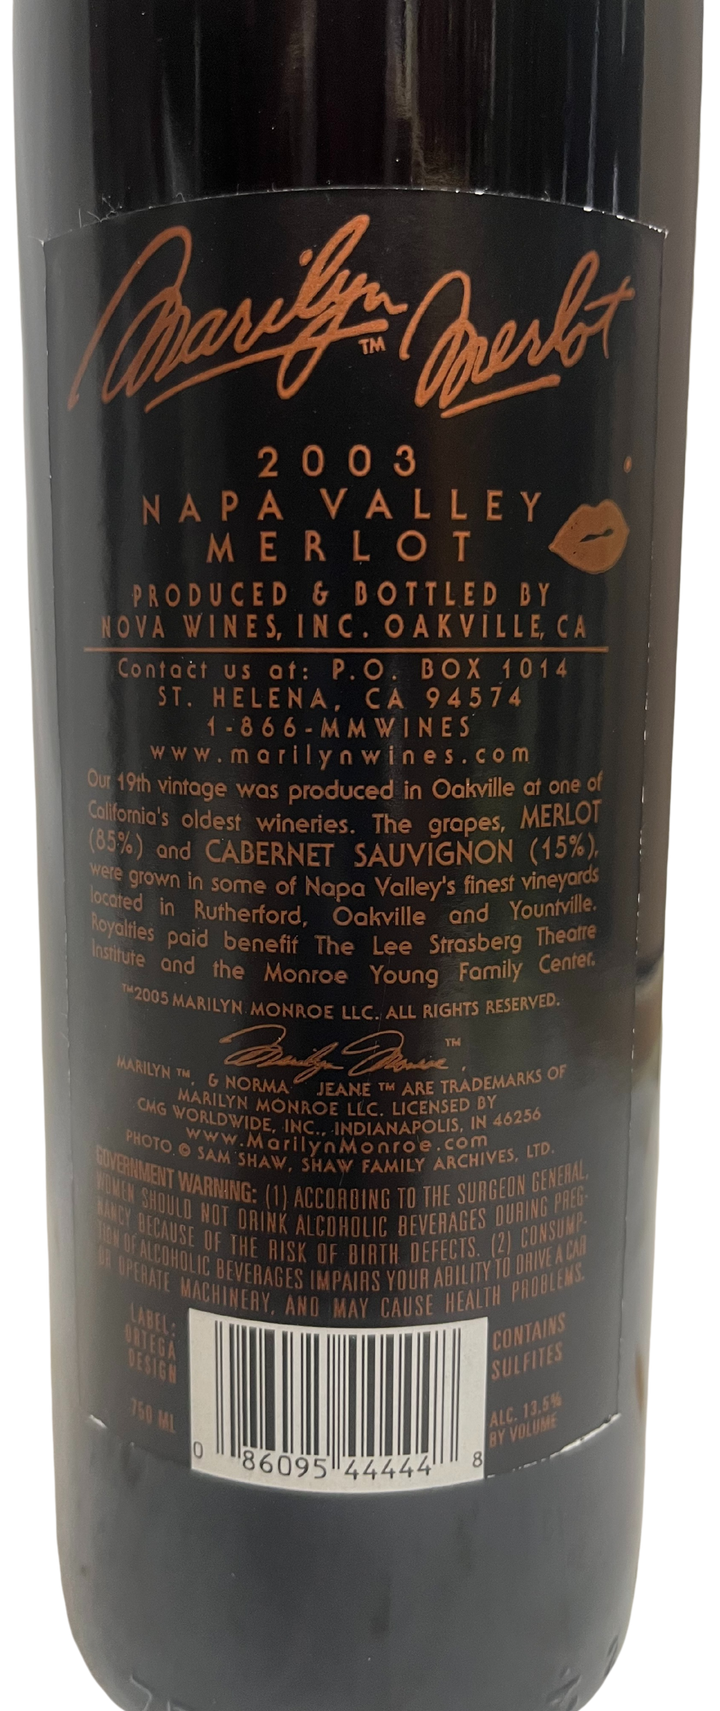 Marilyn Merlot
TM
2003
NAPA VALLEY
MERLOT
PRODUCED & BOTTLED BY
NOVA WINES, INC. OAKVILLE, CA
Contact us at: P.O. BOX 1014
ST. HELENA, CA 94574
1-866-MMWINES
www.marilynwines.com
Our 19th vintage was produced in Oakville at one of
California's oldest wineries. The grapes, MERLOT
(85%) and CABERNET SAUVIGNON (15%),
were grown in some of Napa Valley's finest vineyards
located in Rutherford, Oakville and Yountville.
Royalties paid benefit The Lee Strasberg Theatre
Institute and the Monroe Young Family Center.
™2005 MARILYN MONROE LLC. ALL RIGHTS RESERVED.
Marilyn Monroe ™,
MARILYN ™, & NORMA JEANE ™ ARE TRADEMARKS OF
MARILYN MONROE LLC. LICENSED BY
CMG WORLDWIDE, INC., INDIANAPOLIS, IN 46256
www.MarilynMonroe.com
PHOTO © SAM SHAW, SHAW FAMILY ARCHIVES, LTD.
GOVERNMENT WARNING: (1) ACCORDING TO THE SURGEON GENERAL,
WOMEN SHOULD NOT DRINK ALCOHOLIC BEVERAGES DURING PREG-
NANCY BECAUSE OF THE RISK OF BIRTH DEFECTS. (2) CONSUMP-
TION OF ALCOHOLIC BEVERAGES IMPAIRS YOUR ABILITY TO DRIVE A CAR
OR OPERATE MACHINERY, AND MAY CAUSE HEALTH PROBLEMS.
LABEL:
ORTEGA
DESIGN
750 ML
CONTAINS
SULFITES
ALC. 13.5%
BY VOLUME
0 86095 44444 8